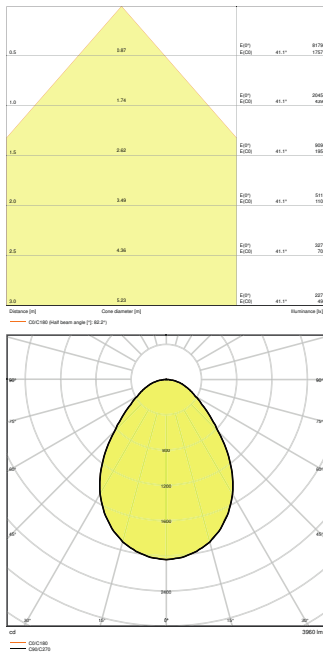 E(0°) 8179
0.5 0.87 E(C0) 41.1° 1757
E(0°) 2045
1.0 1.74 E(C0) 41.1° 439
E(0°) 909
1.5 2.62 E(C0) 41.1° 195
E(0°) 511
2.0 3.49 E(C0) 41.1° 110
E(0°) 327
2.5 4.36 E(C0) 41.1° 70
E(0°) 227
3.0 5.23 E(C0) 41.1° 49
Distance [m] Cone diameter [m] Illuminance [lx]
C0/C180 (Half beam angle [°]: 82.2°)
90° 90°
75° 75°
800
60° 60°
1200
1600
45° 45°
2400
30° 15° 0° 15° 30°
cd 3960 lm
C0/C180
C90/C270